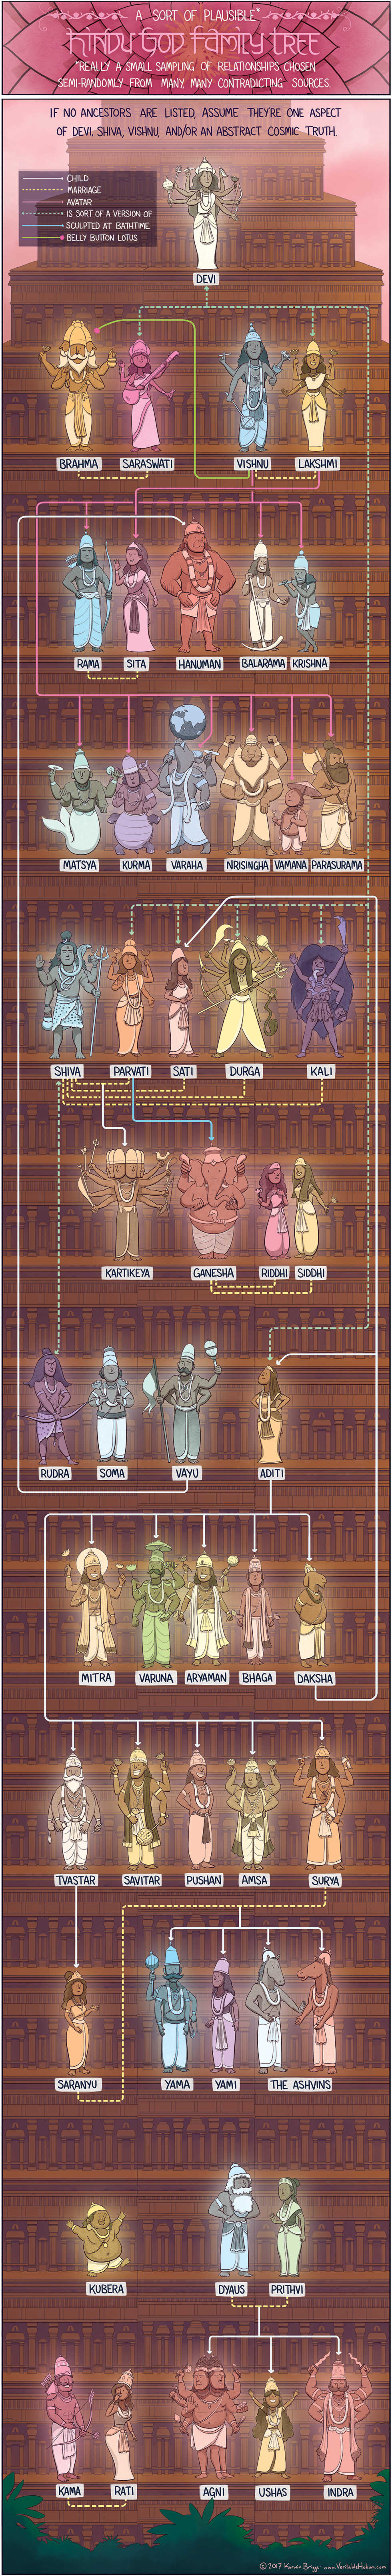 A SORT OF PLAUSIBLE*
HINDU GOD FAMILY TREE
*REALLY A SMALL SAMPLING OF RELATIONSHIPS CHOSEN
SEMI-RANDOMLY FROM MANY, MANY CONTRADICTING SOURCES.
IF NO ANCESTORS ARE LISTED, ASSUME THEY'RE ONE ASPECT
OF DEVI, SHIVA, VISHNU, AND/OR AN ABSTRACT COSMIC TRUTH.
CHILD
MARRIAGE
AVATAR
IS SORT OF A VERSION OF
SCULPTED AT BATHTIME
BELLY BUTTON LOTUS
DEVI
BRAHMA SARASWATI VISHNU LAKSHMI
RAMA SITA HANUMAN BALARAMA KRISHNA
MATSYA KURMA VARAHA NRISINGHA VAMANA PARASURAMA
SHIVA PARVATI SATI DURGA KALI
KARTIKEYA GANESHA RIDDHI SIDDHI
RUDRA SOMA VAYU ADITI
MITRA VARUNA ARYAMAN BHAGA DAKSHA
TVASTAR SAVITAR PUSHAN AMSA SURYA
SARANYU YAMA YAMI THE ASHVINS
KUBERA DYAUS PRITHVI
KAMA RATI AGNI USHAS INDRA
© 2017 Korwin Briggs - www.VeritableHokum.com